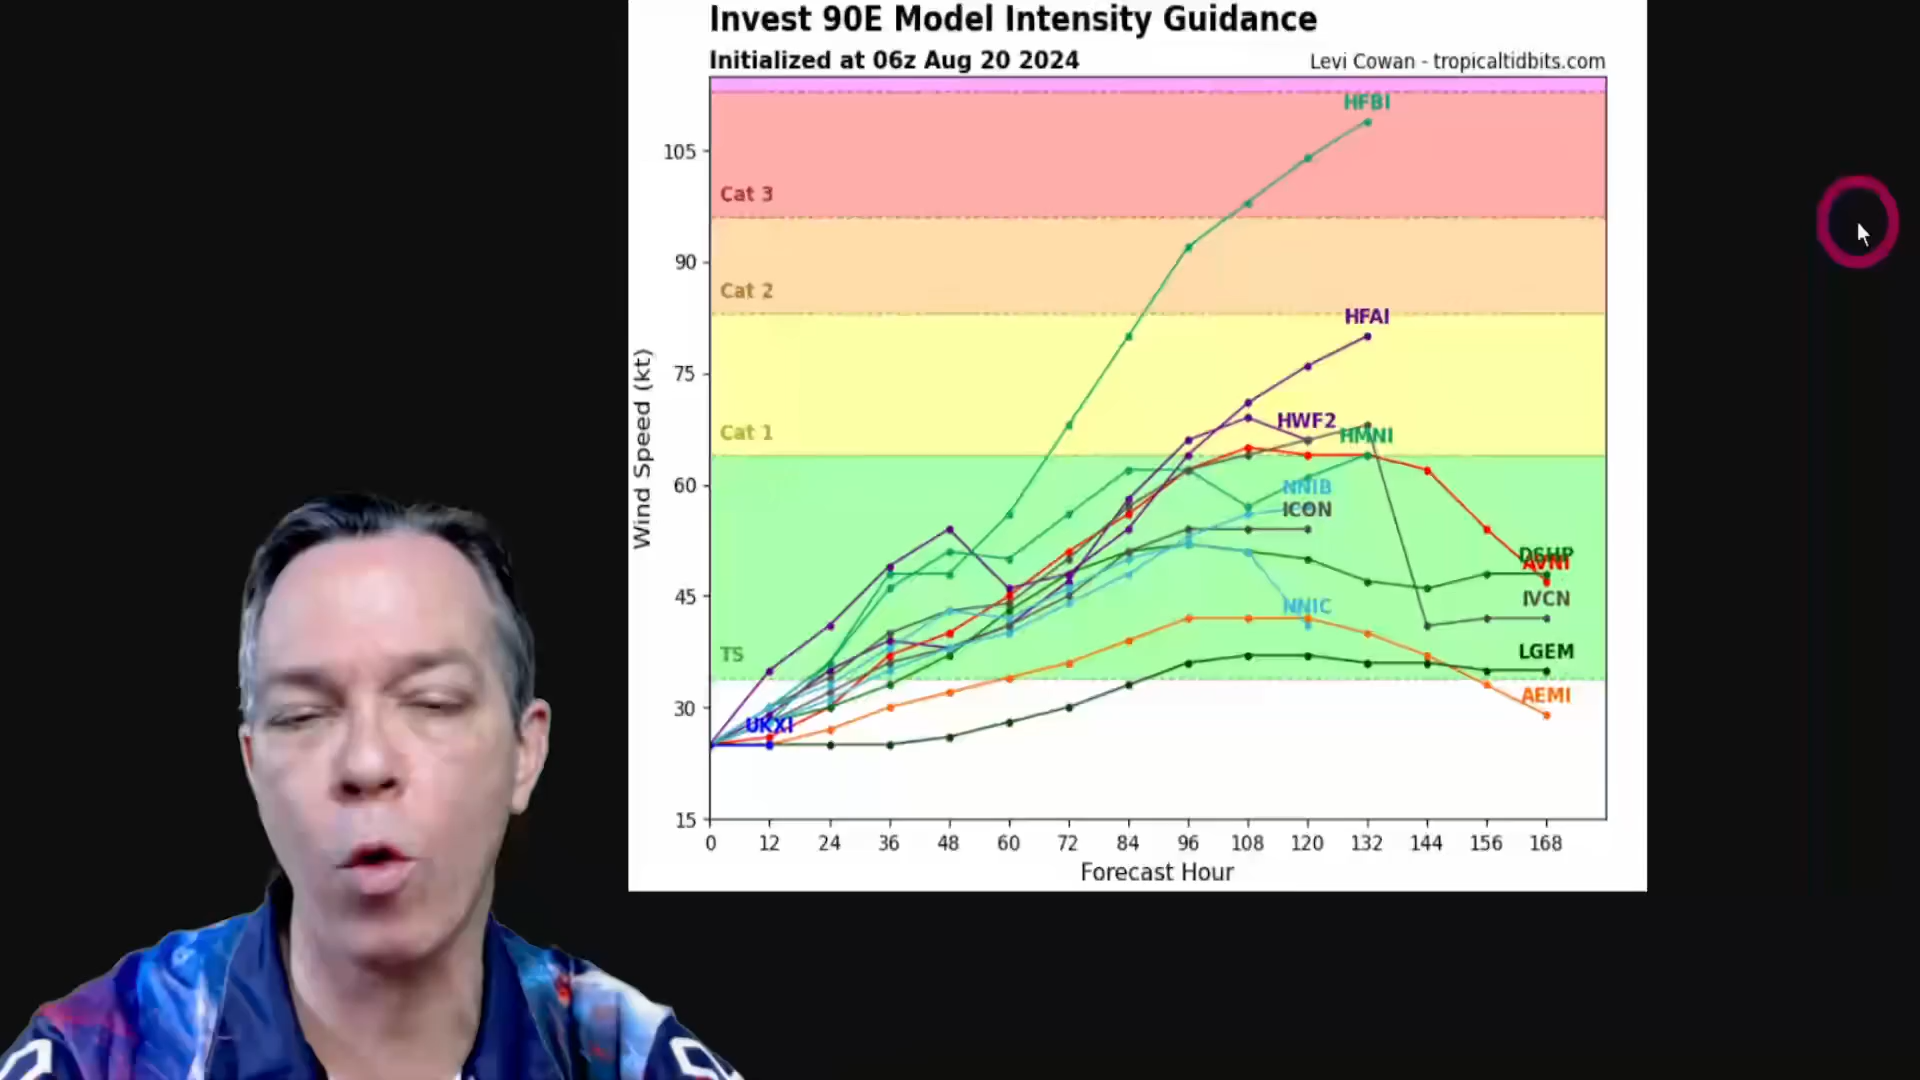 Invest 90E Model Intensity Guidance
Initialized at 06z Aug 20 2024
Levi Cowan - tropicaltidbits.com
HFBI
105
Cat 3
90
Cat 2
HFAI
75
HWF2
Cat 1
HMNI
Wind Speed (kt)
60
NNIB
ICON
DSHP
AVNI
45
NNIC
IVCN
TS
LGEM
AEMI
30
UKXI
15
0 12 24 36 48 60 72 84 96 108 120 132 144 156 168
Forecast Hour